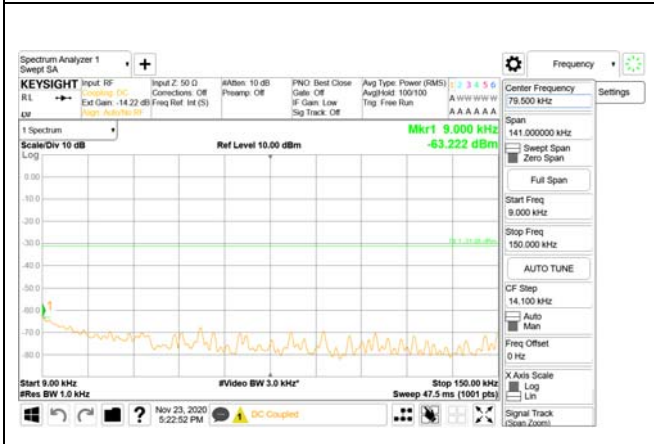 Spectrum Analyzer 1
Swept SA
+
Frequency
KEYSIGHT
RL
Input: RF
Coupling: DC
Ext Gain: -14.22 dB
Align: Auto/No RF
Input Z: 50 Ω
Corrections: Off
Freq Ref: Int (S)
#Atten: 10 dB
Preamp: Off
PNO: Best Close
Gate: Off
IF Gain: Low
Sig Track: Off
Avg Type: Power (RMS)
Avg|Hold: 100/100
Trig: Free Run
1 2 3 4 5 6
A W W W W W
A A A A A A
Center Frequency
79.500 kHz
Settings
Span
141.000000 kHz
Swept Span
Zero Span
Full Span
Start Freq
9.000 kHz
Stop Freq
150.000 kHz
AUTO TUNE
CF Step
14.100 kHz
Auto
Man
Freq Offset
0 Hz
X Axis Scale
Log
Lin
Signal Track
(Span Zoom)
1 Spectrum
Scale/Div 10 dB
Ref Level 10.00 dBm
Mkr1 9.000 kHz
-63.222 dBm
Log
0.00
-10.0
-20.0
-30.0
-40.0
-50.0
-60.0
-70.0
-80.0
1
Start 9.00 kHz
#Res BW 1.0 kHz
#Video BW 3.0 kHz*
Stop 150.00 kHz
Sweep 47.5 ms (1001 pts)
?
Nov 23, 2020
5:22:52 PM
DC Coupled